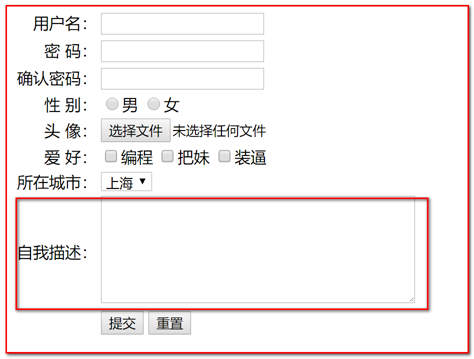 用户名：
密 码：
确认密码：
性 别： 男 女
头 像： 选择文件 未选择任何文件
爱 好： 编程 把妹 装逼
所在城市： 上海
自我描述：
提交 重置